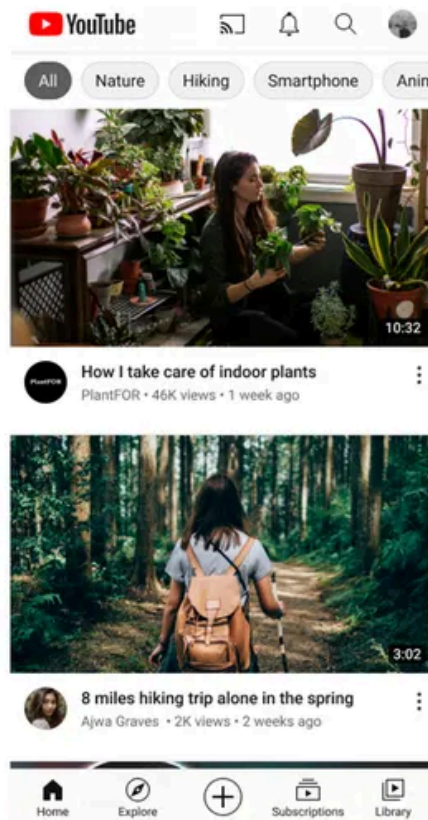 YouTube
All Nature Hiking Smartphone Anin
10:32
How I take care of indoor plants
PlantFOR
PlantFOR • 46K views • 1 week ago
3:02
8 miles hiking trip alone in the spring
Ajwa Graves • 2K views • 2 weeks ago
Home Explore Subscriptions Library